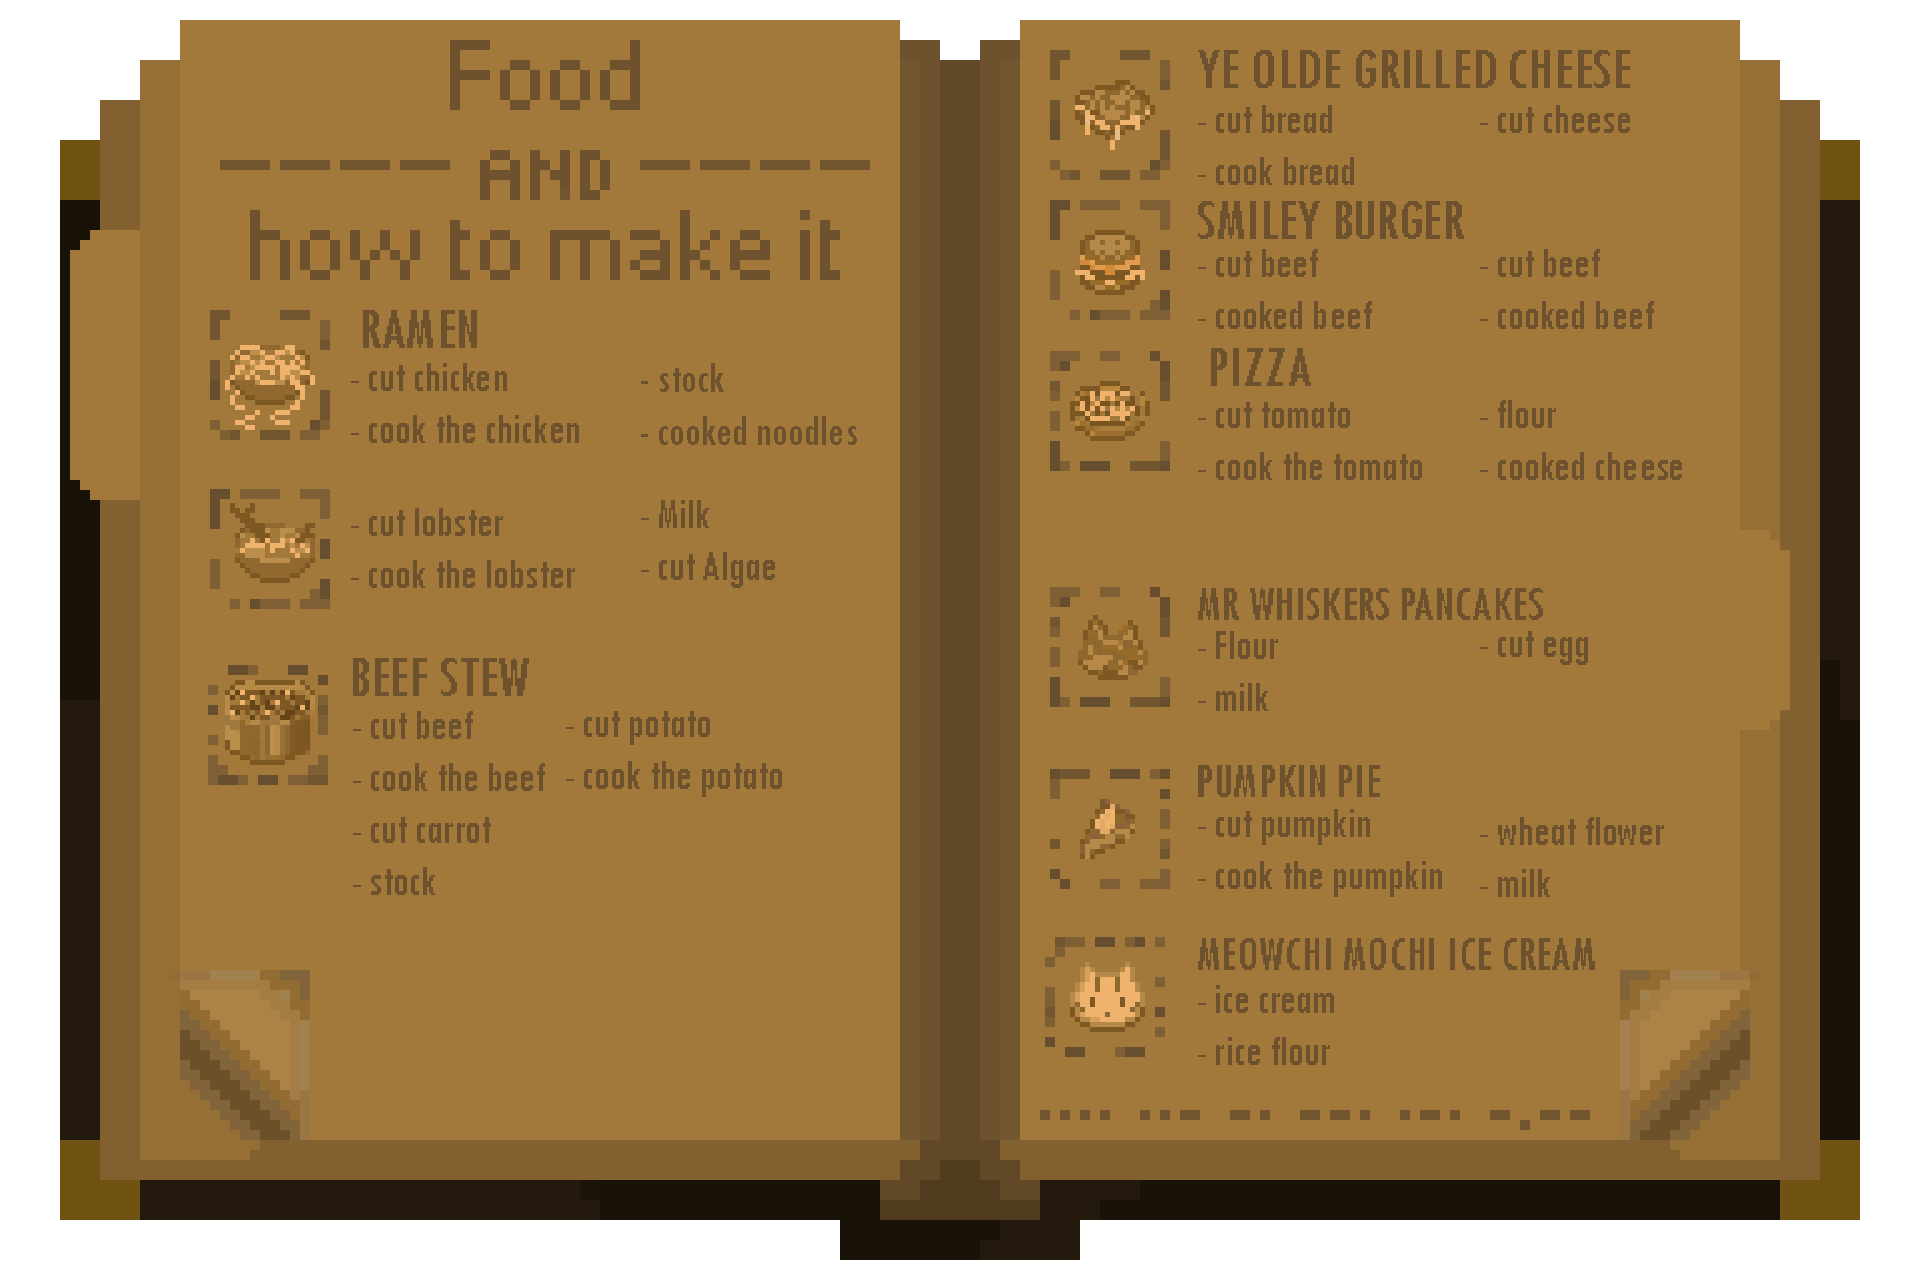 Food
AND
how to make it
RAMEN
- cut chicken
- cook the chicken
- stock
- cooked noodles
- cut lobster
- cook the lobster
- Milk
- cut Algae
BEEF STEW
- cut beef
- cook the beef
- cut carrot
- stock
- cut potato
- cook the potato
YE OLDE GRILLED CHEESE
- cut bread
- cook bread
- cut cheese
SMILEY BURGER
- cut beef
- cooked beef
- cut beef
- cooked beef
PIZZA
- cut tomato
- cook the tomato
- flour
- cooked cheese
MR WHISKERS PANCAKES
- Flour
- milk
- cut egg
PUMPKIN PIE
- cut pumpkin
- cook the pumpkin
- wheat flower
- milk
MEOWCHI MOCHI ICE CREAM
- ice cream
- rice flour